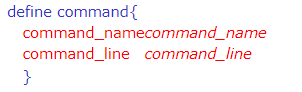 define command{
command_namecommand_name
command_line command_line
}